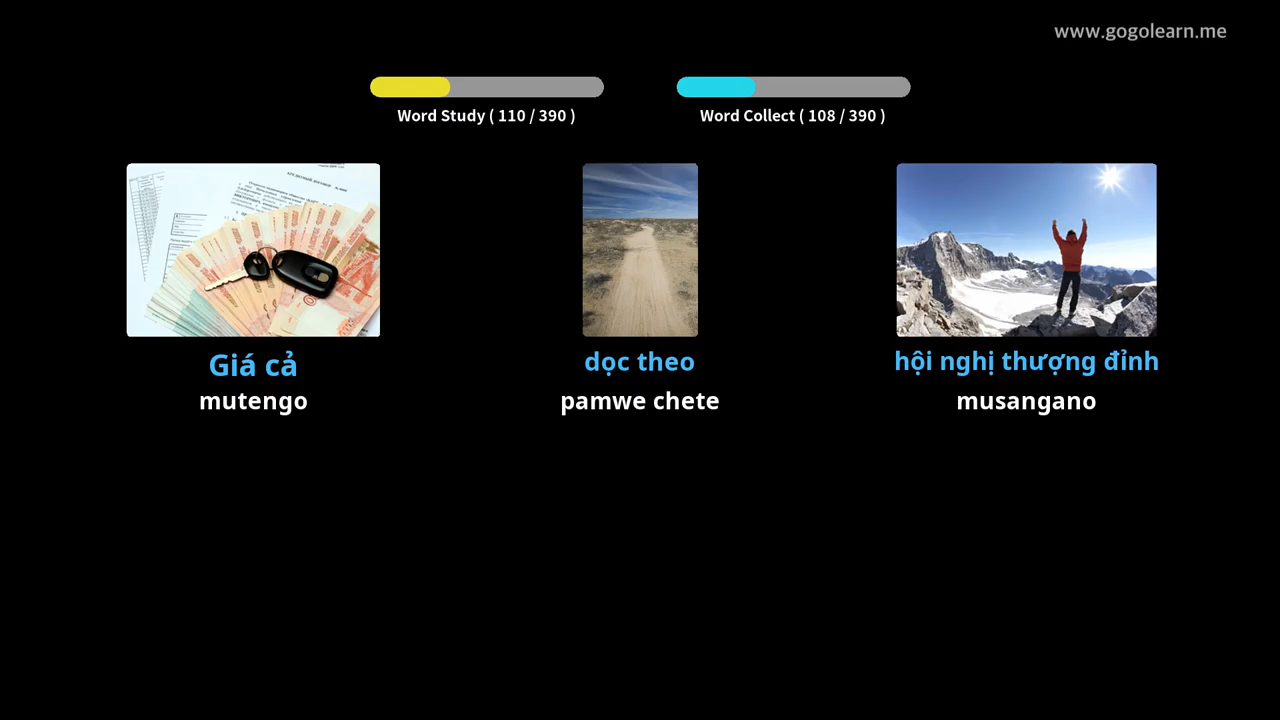 www.gogolearn.me
Word Study ( 110 / 390 )
Word Collect ( 108 / 390 )
Giá cả
mutengo
dọc theo
pamwe chete
hội nghị thượng đỉnh
musangano